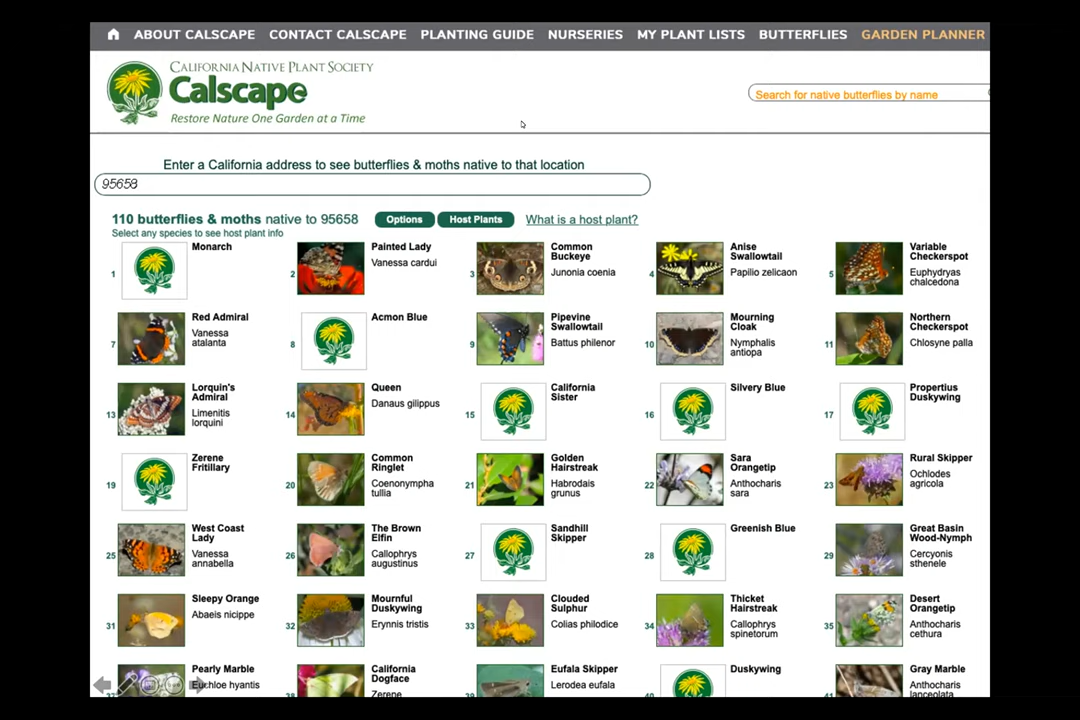 ABOUT CALSCAPE CONTACT CALSCAPE PLANTING GUIDE NURSERIES MY PLANT LISTS BUTTERFLIES GARDEN PLANNER
CALIFORNIA NATIVE PLANT SOCIETY
Calscape
Restore Nature One Garden at a Time
Search for native butterflies by name
Enter a California address to see butterflies & moths native to that location
95658
110 butterflies & moths native to 95658 Options Host Plants What is a host plant?
Select any species to see host plant info
1 Monarch
2 Painted Lady
Vanessa cardui
3 Common
Buckeye
Junonia coenia
4 Anise
Swallowtail
Papilio zelicaon
5 Variable
Checkerspot
Euphydryas
chalcedona
7 Red Admiral
Vanessa
atalanta
8 Acmon Blue
9 Pipevine
Swallowtail
Battus philenor
10 Mourning
Cloak
Nymphalis
antiopa
11 Northern
Checkerspot
Chlosyne palla
13 Lorquin's
Admiral
Limenitis
lorquini
14 Queen
Danaus gilippus
15 California
Sister
16 Silvery Blue
17 Propertius
Duskywing
19 Zerene
Fritillary
20 Common
Ringlet
Coenonympha
tullia
21 Golden
Hairstreak
Habrodais
grunus
22 Sara
Orangetip
Anthocharis
sara
23 Rural Skipper
Ochlodes
agricola
25 West Coast
Lady
Vanessa
annabella
26 The Brown
Elfin
Callophrys
augustinus
27 Sandhill
Skipper
28 Greenish Blue
29 Great Basin
Wood-Nymph
Cercyonis
sthenele
31 Sleepy Orange
Abaeis nicippe
32 Mournful
Duskywing
Erynnis tristis
33 Clouded
Sulphur
Colias philodice
34 Thicket
Hairstreak
Callophrys
spinetorum
35 Desert
Orangetip
Anthocharis
cethura
Pearly Marble
Euchloe hyantis
California
Dogface
Zerene
Eufala Skipper
Lerodea eufala
Duskywing
Gray Marble
Anthocharis
lanceolata